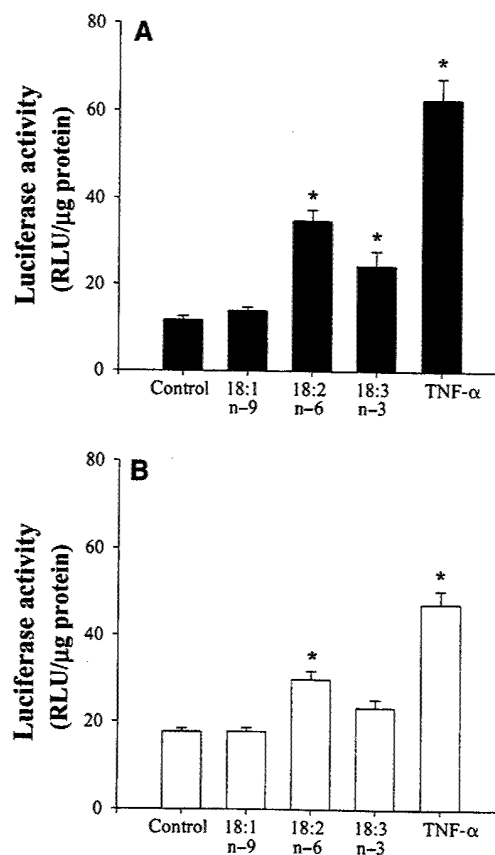 A
Luciferase activity
(RLU/µg protein)
80
60
40
20
0
*
*
*
Control
18:1
n–9
18:2
n–6
18:3
n–3
TNF-α
B
Luciferase activity
(RLU/µg protein)
80
60
40
20
0
*
*
Control
18:1
n–9
18:2
n–6
18:3
n–3
TNF-α